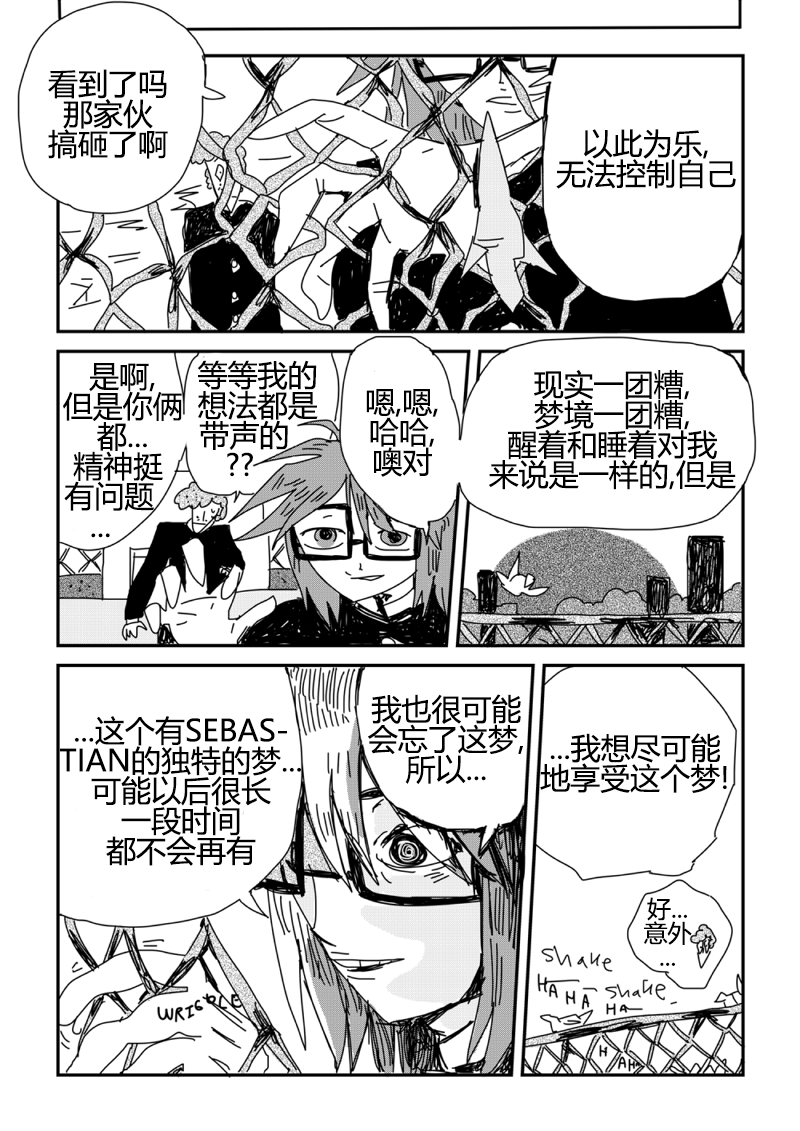 看到了吗
那家伙
搞砸了啊
以此为乐,
无法控制自己
是啊,
但是你俩
都...
精神挺
有问题
...
等等我的
想法都是
带声的
??
嗯,嗯,
哈哈,
噢对
现实一团糟,
梦境一团糟,
醒着和睡着对我
来说是一样的,但是
...这个有SEBAS-
TIAN的独特的梦...
可能以后很长
一段时间
都不会再有
我也很可能
会忘了这梦,
所以...
...我想尽可能
地享受这个梦!
好...
意外
...
shake
HA
HA
shake
HA
H
A
HA